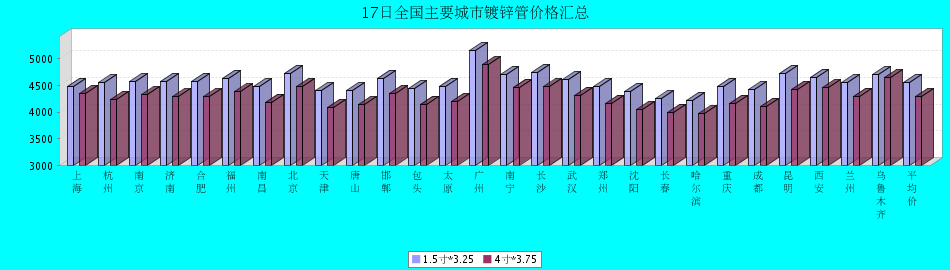 17日全国主要城市镀锌管价格汇总
5000
4500
4000
3500
3000
上海
杭州
南京
济南
合肥
福州
南昌
北京
天津
唐山
邯郸
包头
太原
广州
南宁
长沙
武汉
郑州
沈阳
长春
哈尔滨
重庆
成都
昆明
西安
兰州
乌鲁木齐
平均价
1.5寸*3.25 4寸*3.75